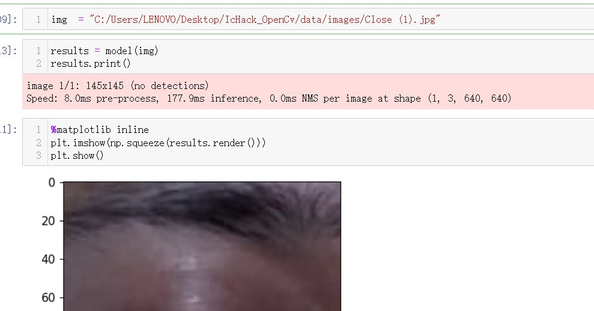 09]:
1 img = "C:/Users/LENOVO/Desktop/IcHack_OpenCv/data/images/Close (1).jpg"
3]:
1 results = model(img)
2 results.print()
image 1/1: 145x145 (no detections)
Speed: 8.0ms pre-process, 177.9ms inference, 0.0ms NMS per image at shape (1, 3, 640, 640)
1]:
1 %matplotlib inline
2 plt.imshow(np.squeeze(results.render()))
3 plt.show()
0
20
40
60